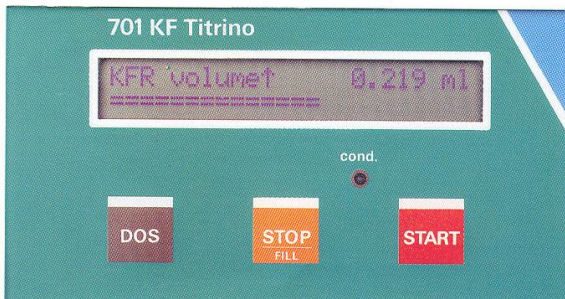 701 KF Titrino
KFR volume↑ 0.219 ml
================
cond.
DOS
STOP
FILL
START